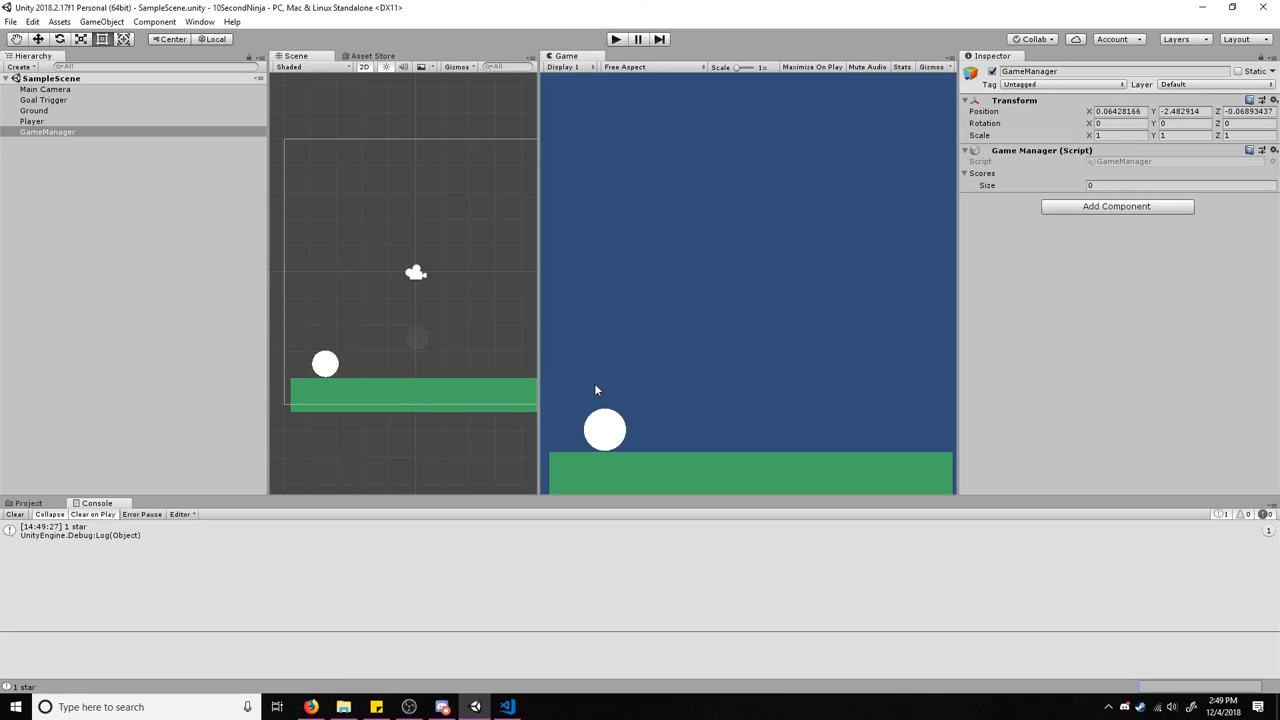 Unity 2018.2.17f1 Personal (64bit) - SampleScene.unity - 10SecondNinja - PC, Mac & Linux Standalone <DX11>
File Edit Assets GameObject Component Window Help
Center Local Collab Account Layers Layout
Hierarchy
Create All
SampleScene
Main Camera
Goal Trigger
Ground
Player
GameManager
Scene Asset Store
Shaded 2D Gizmos All
Game
Display 1 Free Aspect Scale 1x Maximize On Play Mute Audio Stats Gizmos
Inspector
GameManager Static
Tag Untagged Layer Default
Transform
Position X 0.06428166 Y -2.482914 Z -0.06893437
Rotation X 0 Y 0 Z 0
Scale X 1 Y 1 Z 1
Game Manager (Script)
Script GameManager
Scores
Size 0
Add Component
Project Console
Clear Collapse Clear on Play Error Pause Editor 1 0 0
[14:49:27] 1 star
UnityEngine.Debug:Log(Object)
1
1 star
Type here to search
2:49 PM
12/4/2018